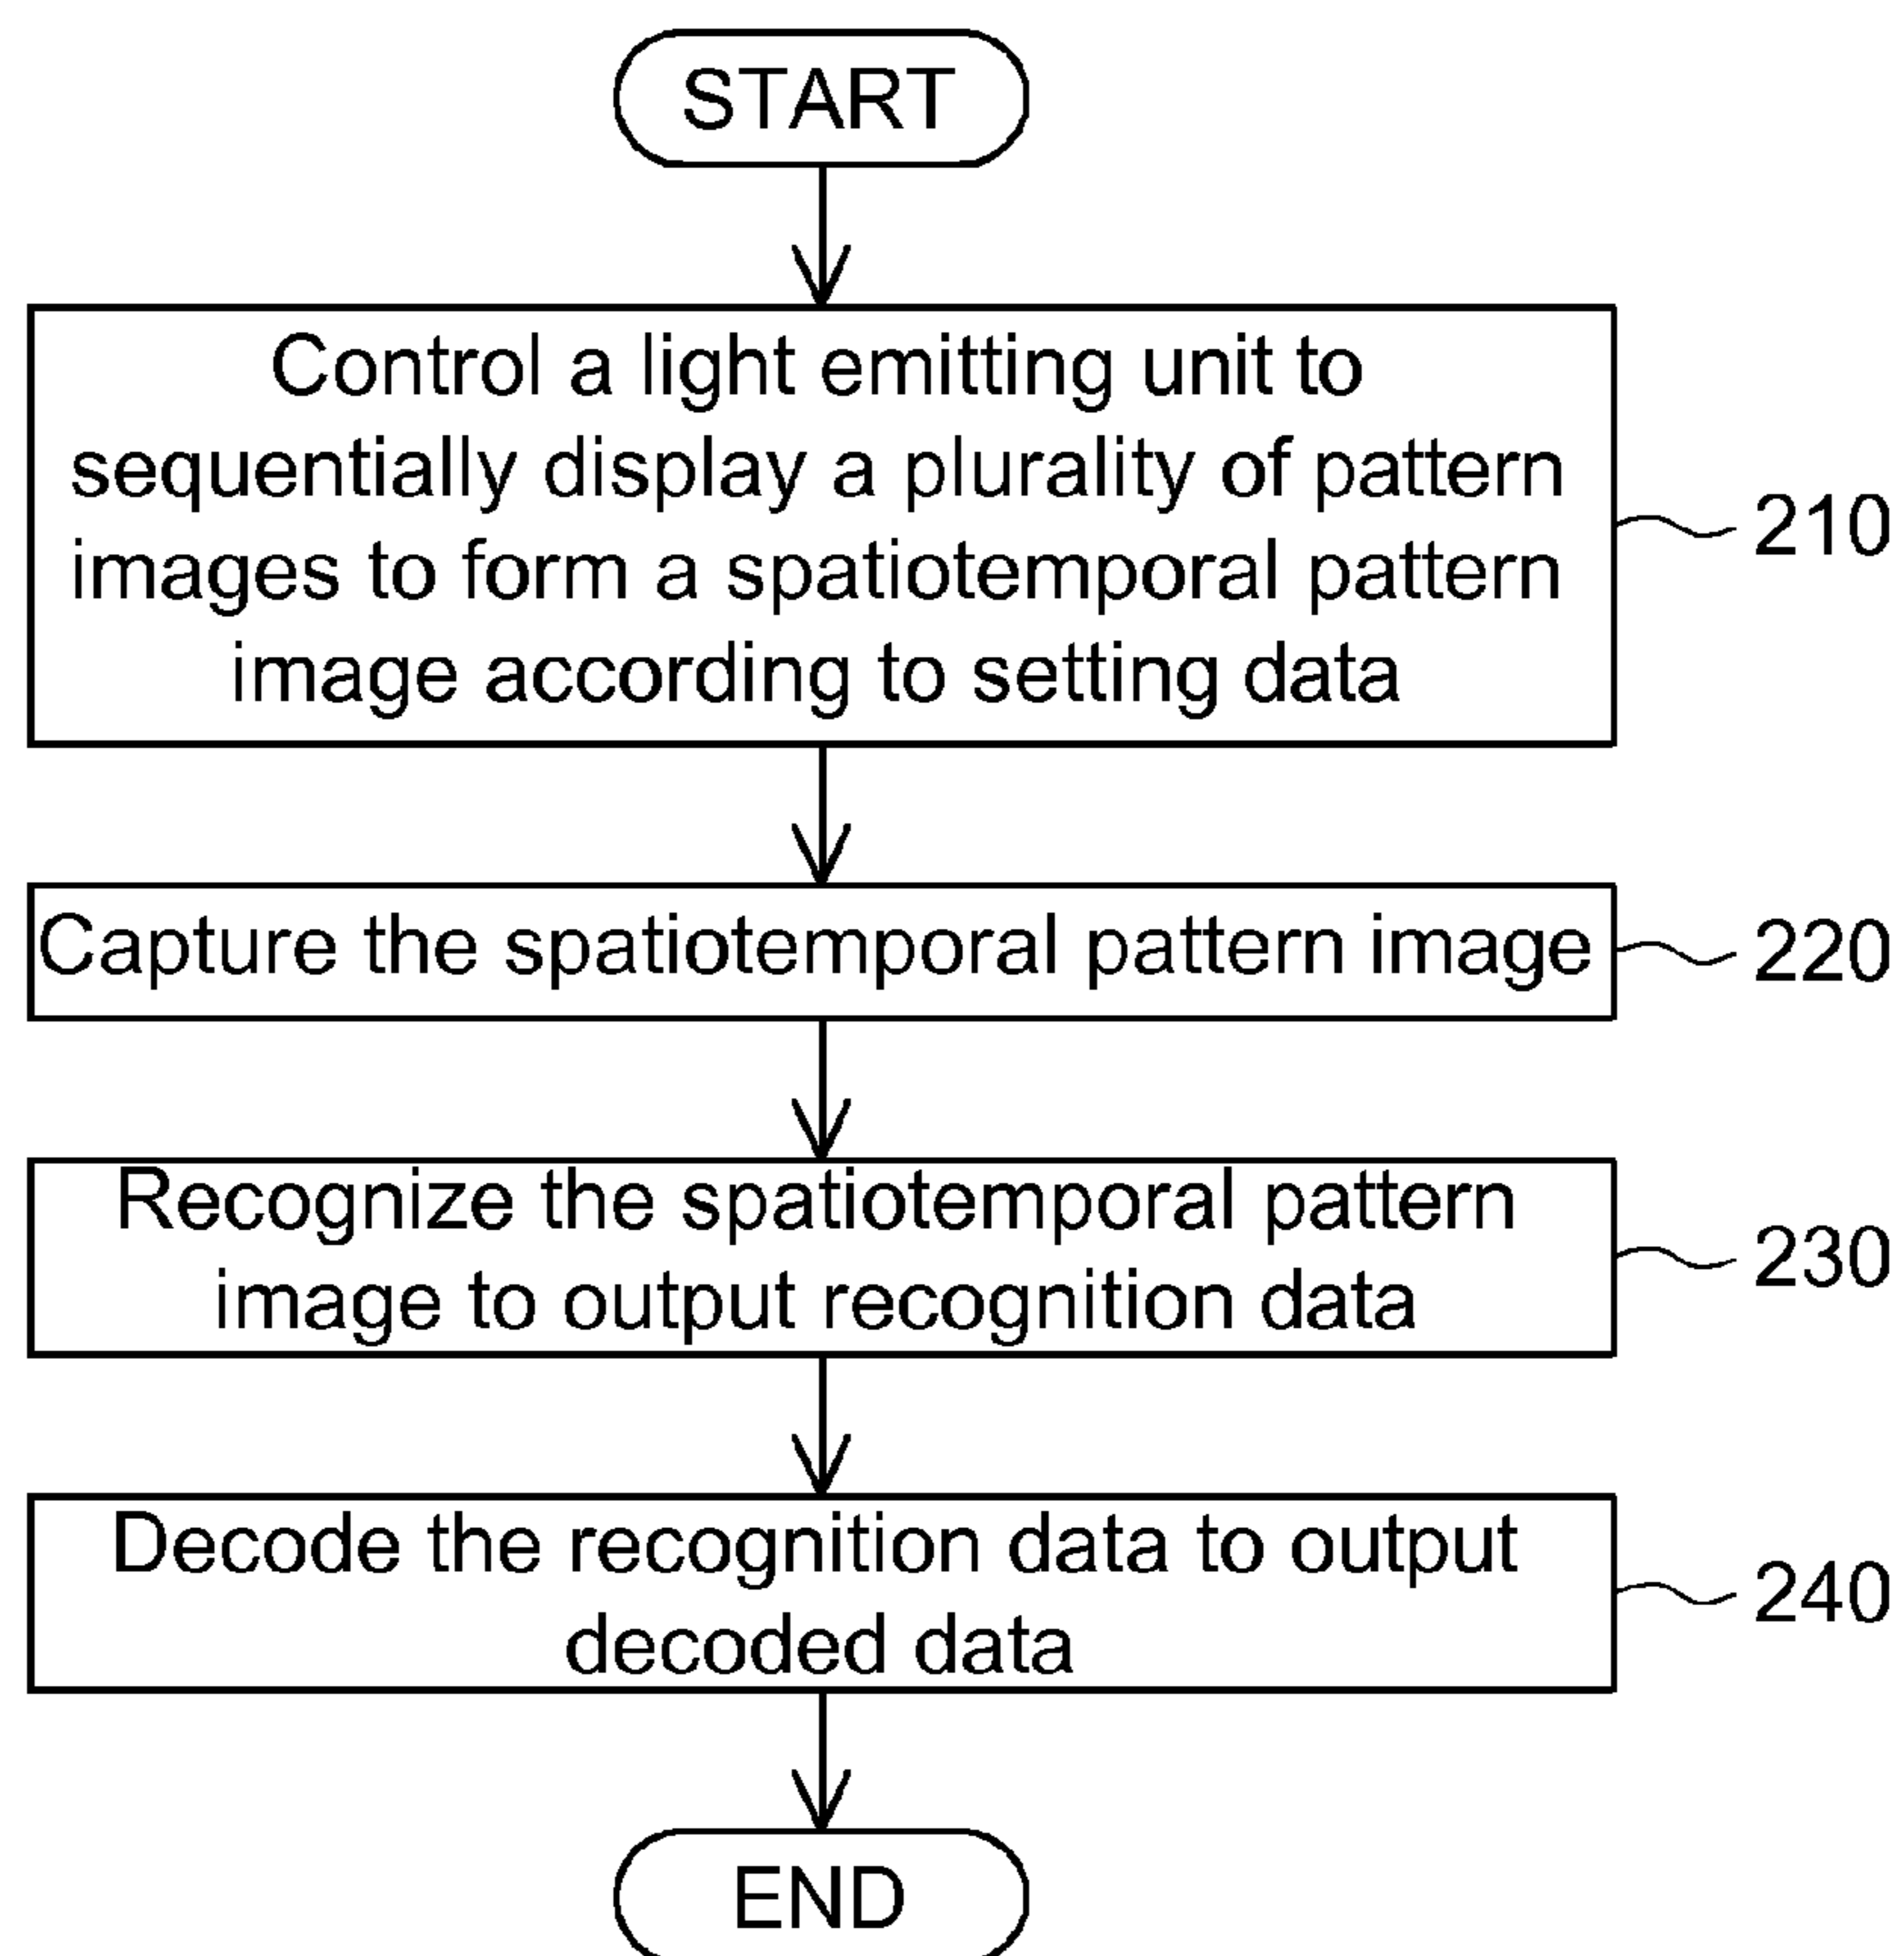 START
Control a light emitting unit to
sequentially display a plurality of pattern
images to form a spatiotemporal pattern
image according to setting data
210
Capture the spatiotemporal pattern image
220
Recognize the spatiotemporal pattern
image to output recognition data
230
Decode the recognition data to output
decoded data
240
END